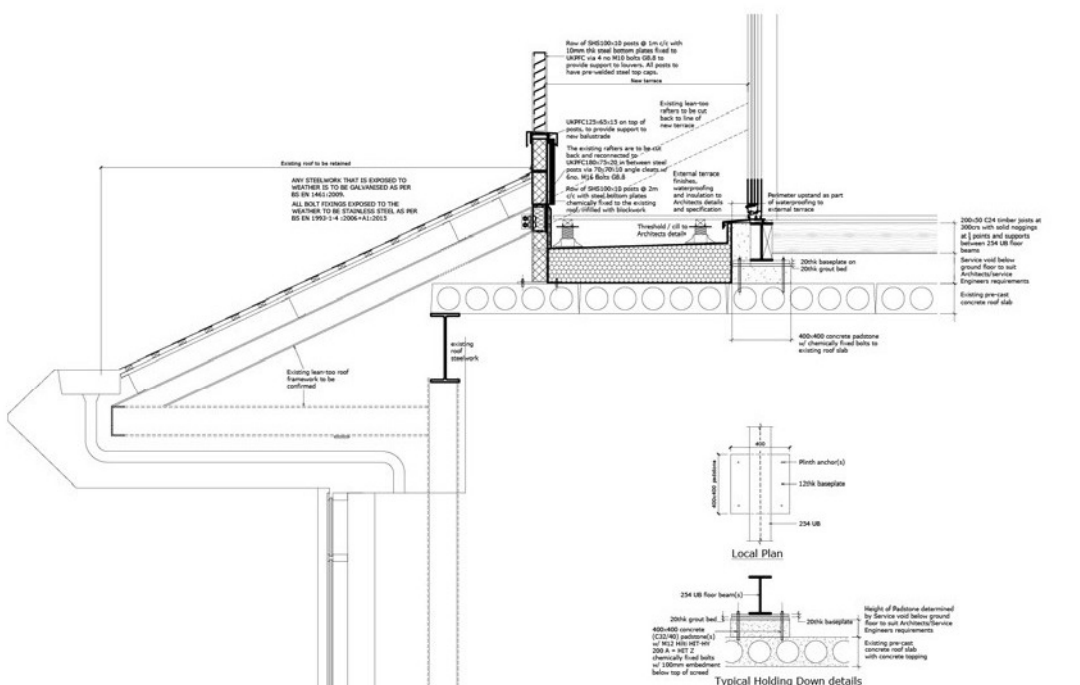 Row of SHS100x10 posts @ 1m c/c with
10mm thk steel bottom plates fixed to
UKPFC via 4 no M10 bolts G8.8 to
provide support to louvers. All posts to
have pre-welded steel top caps.
New terrace
Existing lean-too
rafters to be cut
back to line of
new terrace
UKPFC125x65x15 on top of
posts, to provide support to
new balustrade
The existing rafters are to be cut
back and reconnected to
UKPFC180x75x20 in between steel
posts via 70x70x10 angle cleats w/
6no. M16 Bolts G8.8
Row of SHS100x10 posts @ 2m
c/c with steel bottom plates
chemically fixed to the existing
roof, infilled with blockwork
Existing roof to be retained
ANY STEELWORK THAT IS EXPOSED TO
WEATHER IS TO BE GALVANISED AS PER
BS EN 1461:2009.
ALL BOLT FIXINGS EXPOSED TO THE
WEATHER TO BE STAINLESS STEEL AS PER
BS EN 1993-1-4 :2006+A1:2015
External terrace
finishes,
waterproofing
and insulation to
Architects details
and specification
Perimeter upstand as part
of waterproofing to
external terrace
Threshold / cill to
Architects detail
200x50 C24 timber joists at
300crs with solid noggings
at points and supports
between 254 UB floor
beams
20thk baseplate on
20thk grout bed
Service void below
ground floor to suit
Architects/service
Engineers requirements
Existing pre-cast
concrete roof slab
400x400 concrete padstone
w/ chemically fixed bolts to
existing roof slab
existing
roof
steelwork
Existing lean-too roof
framework to be
confirmed
400
400x400 padstone
Plinth anchor(s)
12thk baseplate
254 UB
Local Plan
254 UB floor beam(s)
20thk grout bed
20thk baseplate
400x400 concrete
(C32/40) padstone(s)
w/ M12 Hilti HIT-HY
200 A + HIT Z
chemically fixed bolts
w/ 100mm embedment
below top of screed
Height of Padstone determined
by Service void below ground
floor to suit Architects/Service
Engineers requirements
Existing pre-cast
concrete roof slab
with concrete topping
Typical Holding Down details